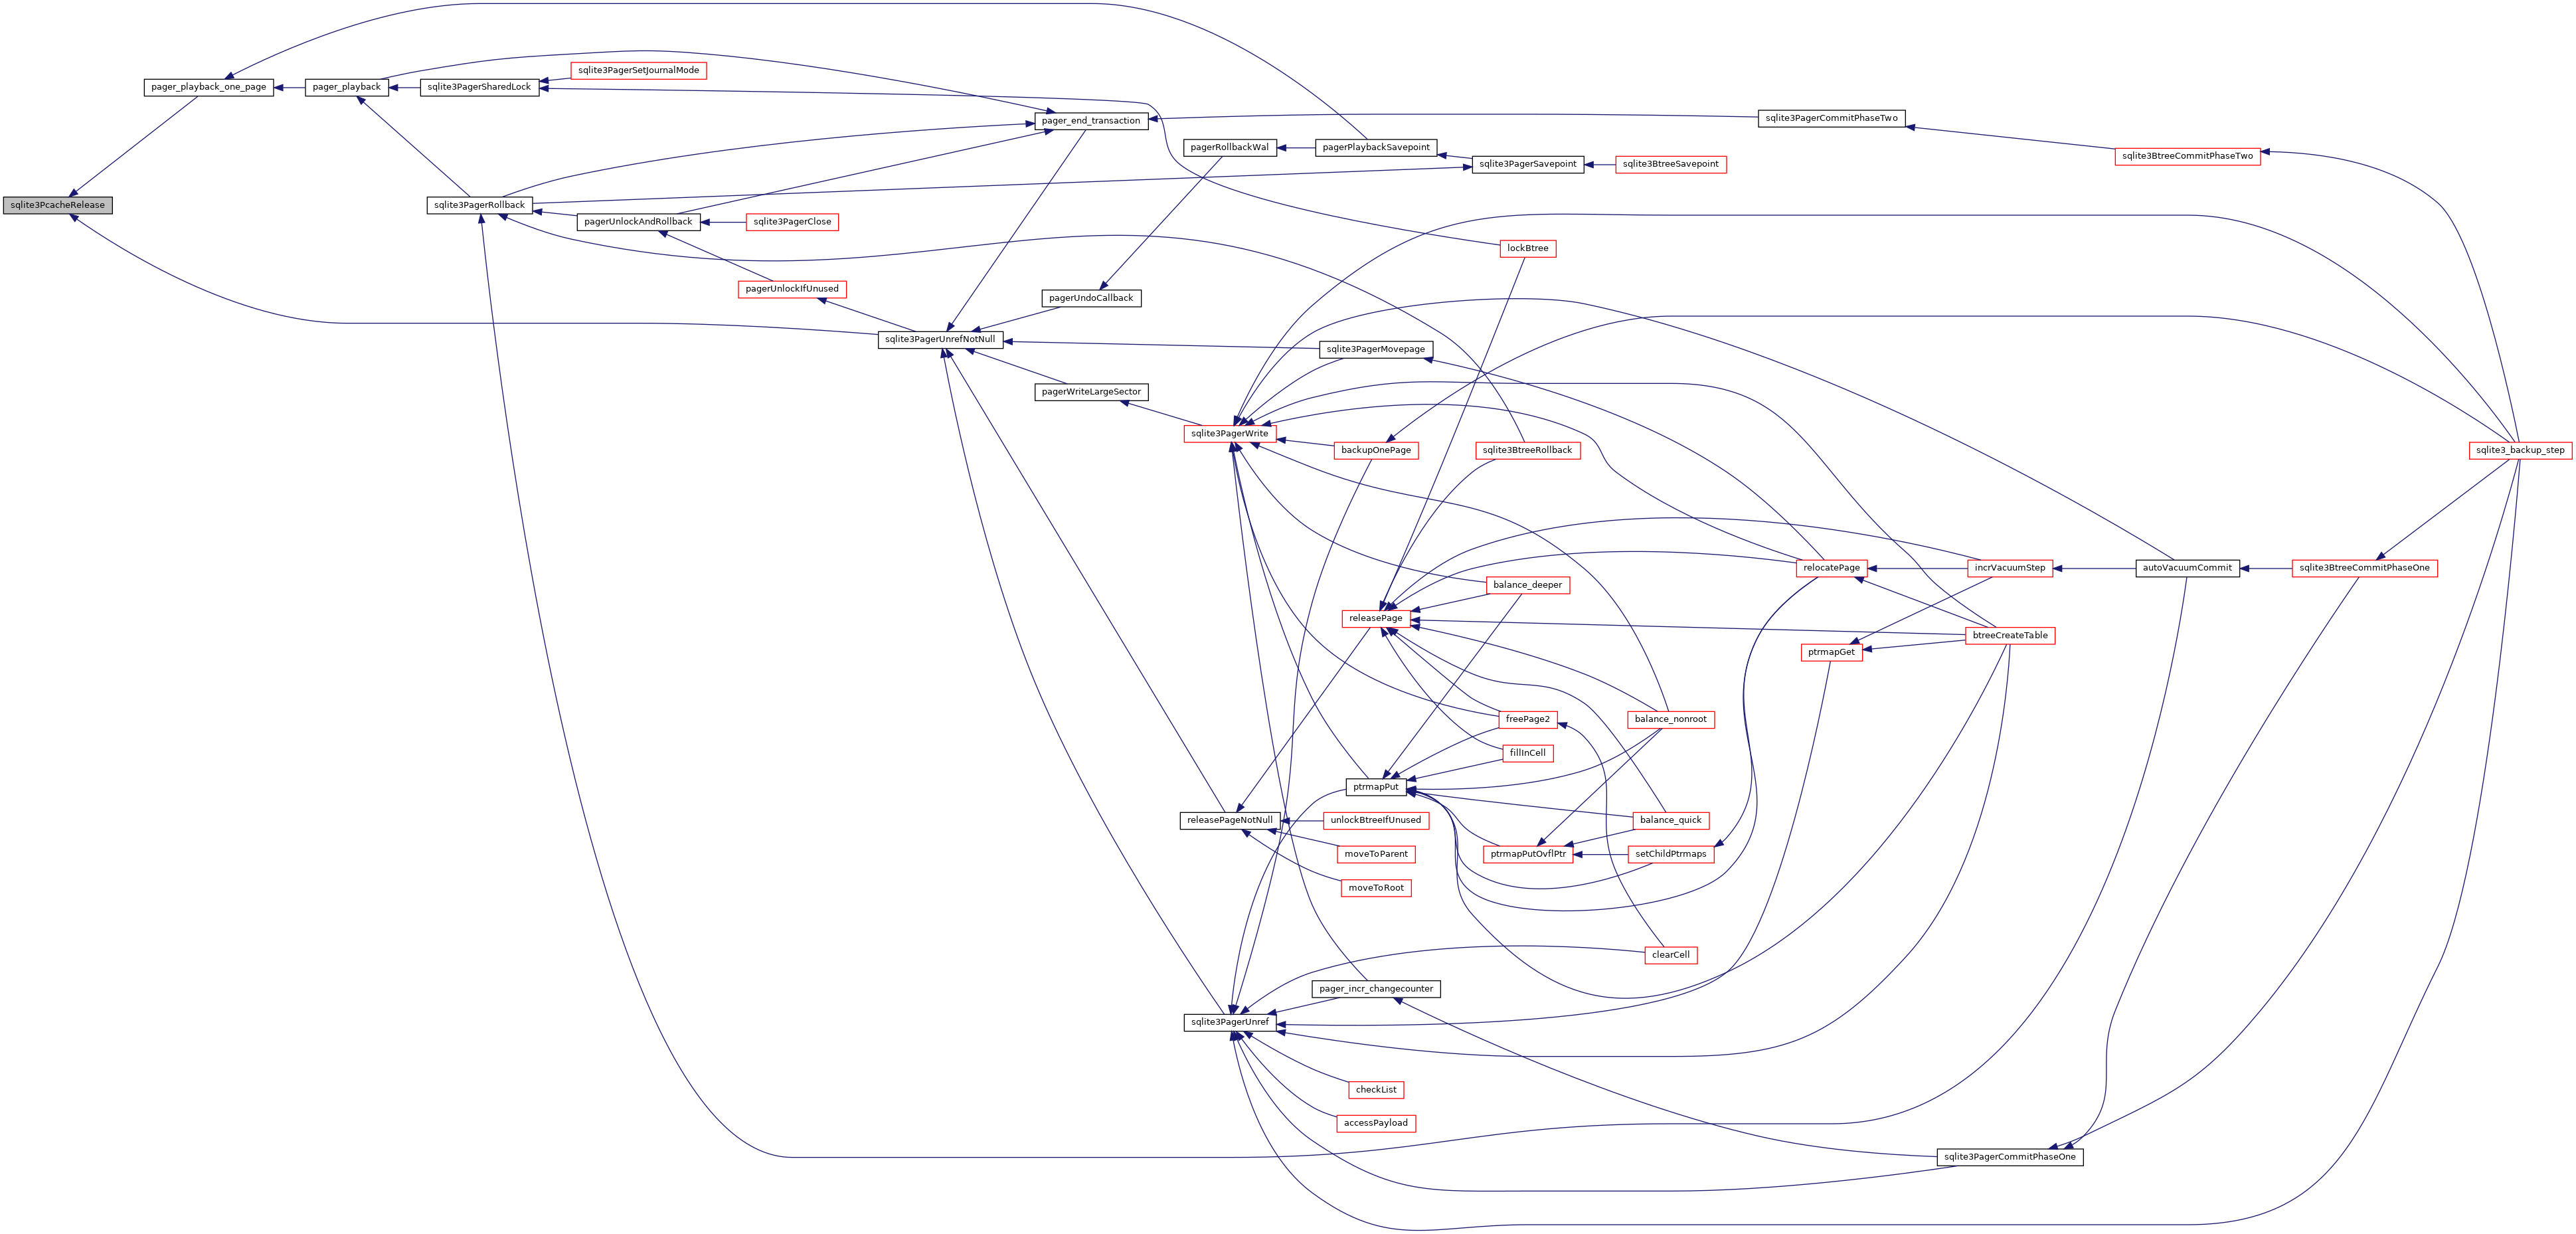 sqlite3PagerSetJournalMode
pager_playback_one_page
pager_playback
sqlite3PagerSharedLock
pager_end_transaction
sqlite3PagerCommitPhaseTwo
pagerRollbackWal
pagerPlaybackSavepoint
sqlite3BtreeCommitPhaseTwo
sqlite3PagerSavepoint
sqlite3BtreeSavepoint
sqlite3PcacheRelease
sqlite3PagerRollback
pagerUnlockAndRollback
sqlite3PagerClose
lockBtree
pagerUnlockIfUnused
pagerUndoCallback
sqlite3PagerUnrefNotNull
sqlite3PagerMovepage
pagerWriteLargeSector
sqlite3PagerWrite
backupOnePage
sqlite3BtreeRollback
sqlite3_backup_step
relocatePage
incrVacuumStep
autoVacuumCommit
sqlite3BtreeCommitPhaseOne
balance_deeper
releasePage
btreeCreateTable
ptrmapGet
freePage2
balance_nonroot
fillInCell
ptrmapPut
releasePageNotNull
unlockBtreeIfUnused
balance_quick
moveToParent
ptrmapPutOvflPtr
setChildPtrmaps
moveToRoot
clearCell
pager_incr_changecounter
sqlite3PagerUnref
checkList
accessPayload
sqlite3PagerCommitPhaseOne